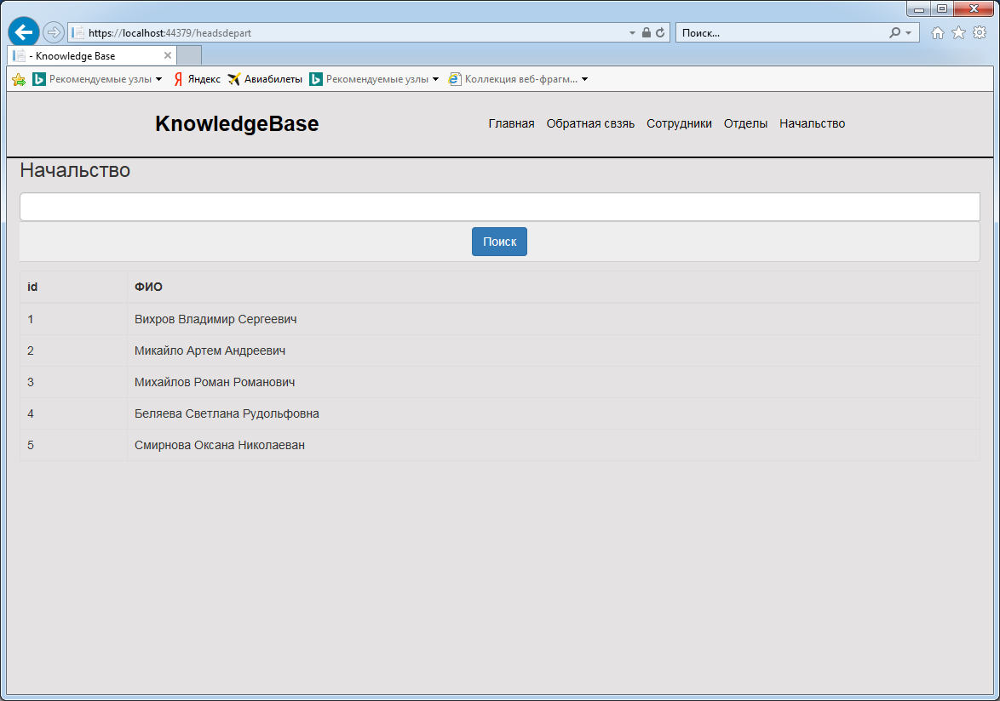 https://localhost:44379/headsdepart
Поиск...
- Knoowledge Base
Рекомендуемые узлы Яндекс Авиабилеты Рекомендуемые узлы Коллекция веб-фрагм...
KnowledgeBase
Главная Обратная свзяь Сотрудники Отделы Начальство
Начальство
Поиск
id ФИО
1 Вихров Владимир Сергеевич
2 Микайло Артем Андреевич
3 Михайлов Роман Романович
4 Беляева Светлана Рудольфовна
5 Смирнова Оксана Николаеван